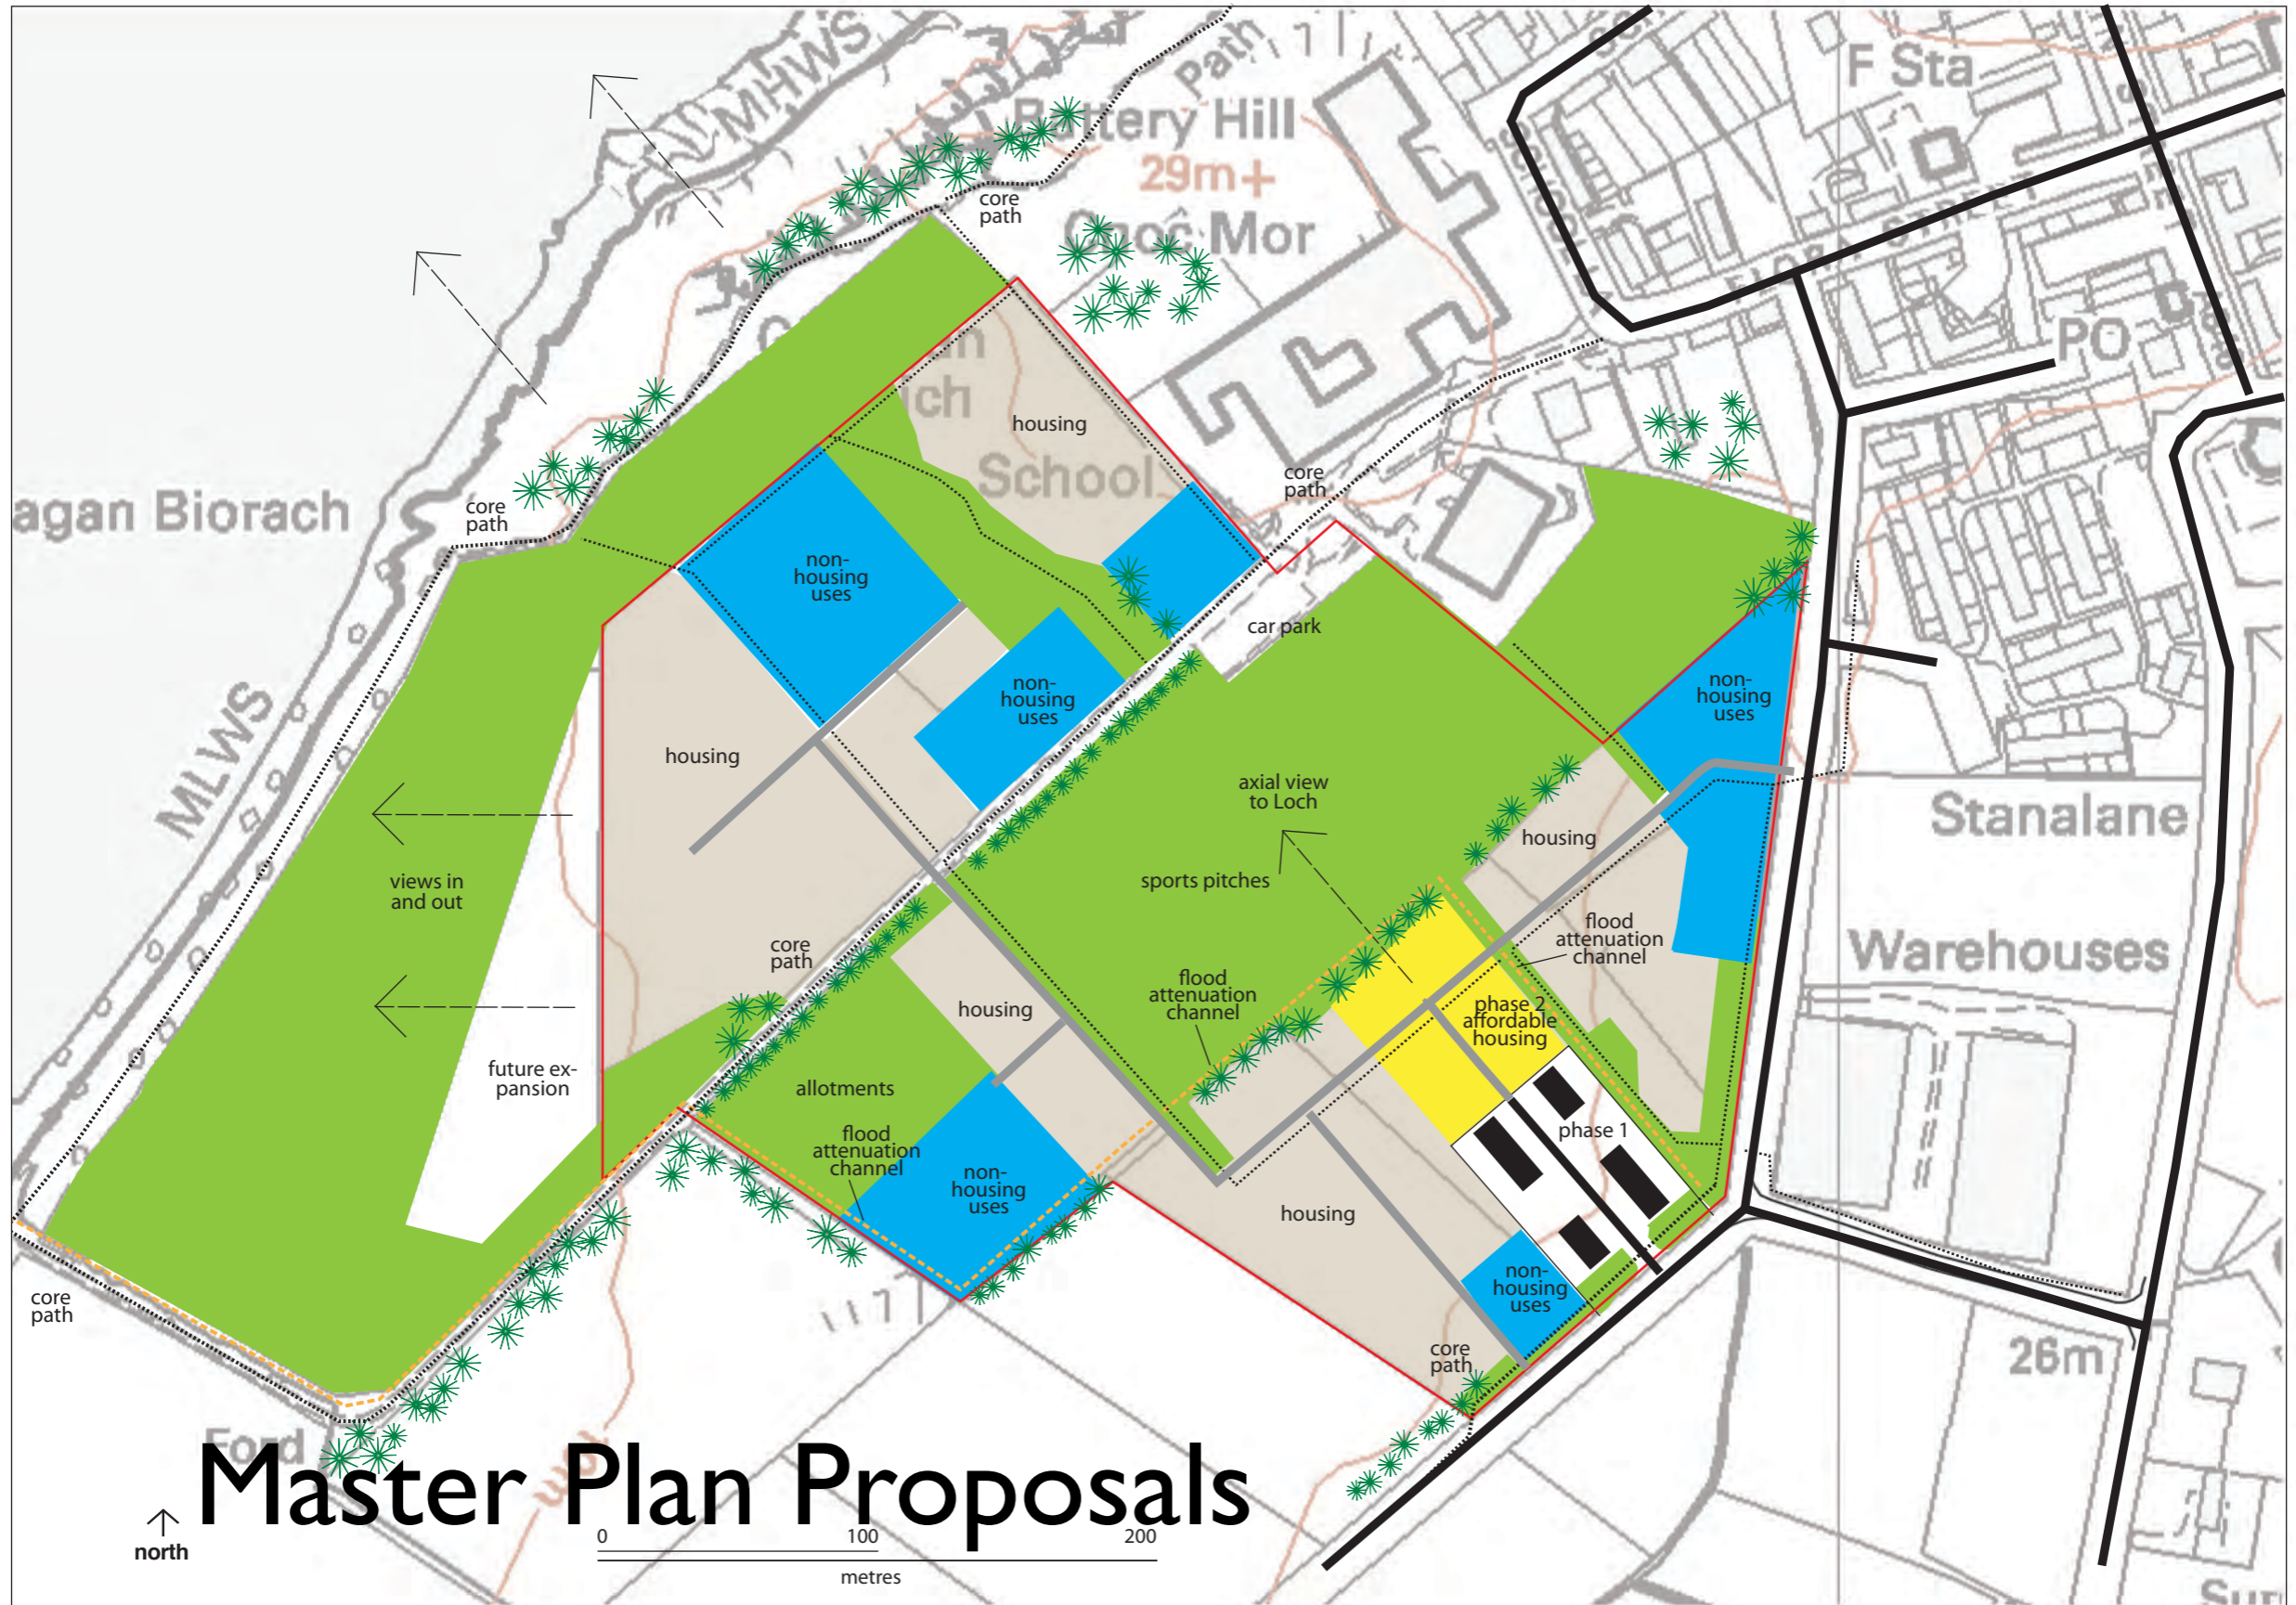 MHWS
Path
F Sta
Battery Hill
29m+
Cnoc Mor
core
path
SCHOOL
STREET
PO
ch
School
housing
core
path
agan Biorach
core
path
non-
housing
uses
car park
non-
housing
uses
non-
housing
uses
MLWS
housing
axial view
to Loch
Stanalane
housing
views in
and out
sports pitches
flood
attenuation
channel
Warehouses
core
path
flood
attenuation
channel
housing
phase 2
affordable
housing
future ex-
pansion
allotments
phase 1
flood
attenuation
channel
non-
housing
uses
housing
non-
housing
uses
core
path
core
path
26m
Ford
Master Plan Proposals
north
0 100 200
metres